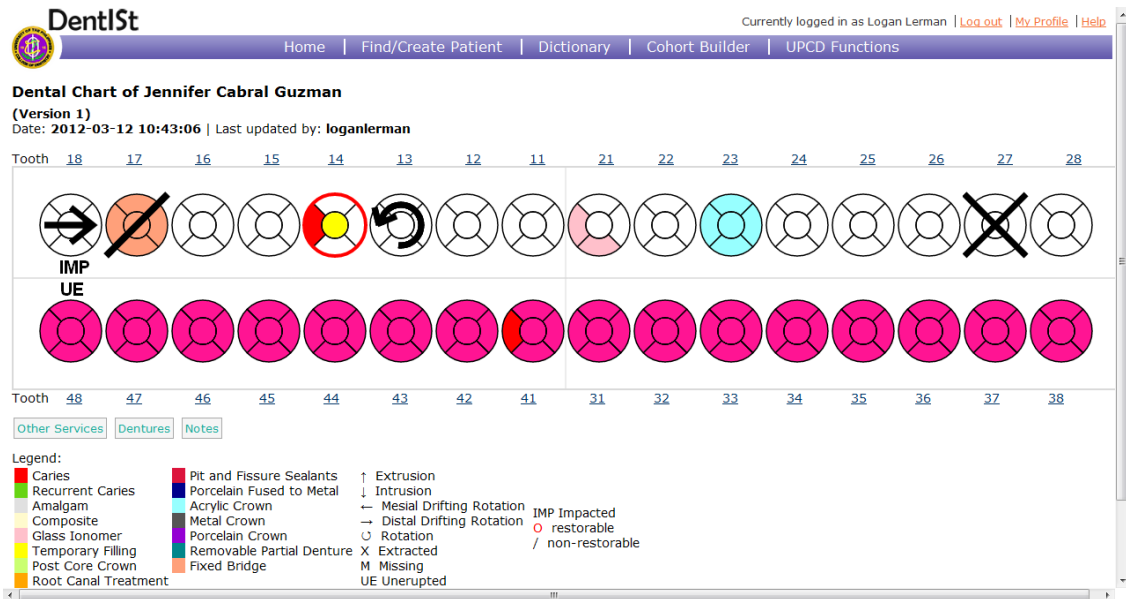 DentISt
Currently logged in as Logan Lerman | Log out | My Profile | Help
Home | Find/Create Patient | Dictionary | Cohort Builder | UPCD Functions
Dental Chart of Jennifer Cabral Guzman
(Version 1)
Date: 2012-03-12 10:43:06 | Last updated by: loganlerman
Tooth 18 17 16 15 14 13 12 11 21 22 23 24 25 26 27 28
IMP
UE
Tooth 48 47 46 45 44 43 42 41 31 32 33 34 35 36 37 38
Other Services Dentures Notes
Legend:
Caries Pit and Fissure Sealants ↑ Extrusion
Recurrent Caries Porcelain Fused to Metal ↓ Intrusion
Amalgam Acrylic Crown ← Mesial Drifting Rotation IMP Impacted
Composite Metal Crown → Distal Drifting Rotation O restorable
Glass Ionomer Porcelain Crown ↺ Rotation / non-restorable
Temporary Filling Removable Partial Denture X Extracted
Post Core Crown Fixed Bridge M Missing
Root Canal Treatment UE Unerupted